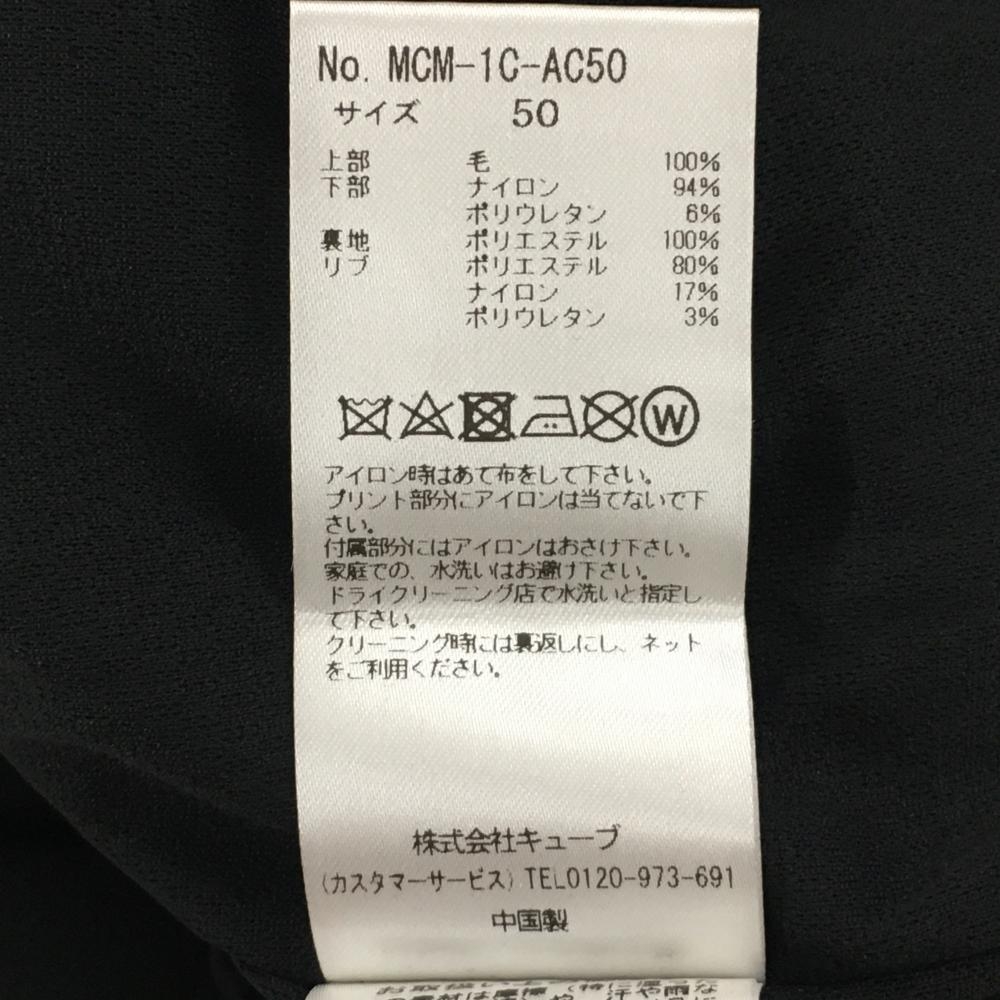 No. MCM-1C-AC50
サイズ 50
上部 毛 100%
下部 ナイロン 94%
ポリウレタン 6%
裏地 ポリエステル 100%
リブ ポリエステル 80%
ナイロン 17%
ポリウレタン 3%
W
アイロン時はあて布をして下さい。
プリント部分にアイロンは当てないで下
さい。
付属部分にはアイロンはおさけ下さい。
家庭での、水洗いはお避け下さい。
ドライクリーニング店で水洗いと指定し
て下さい。
クリーニング時には裏返しにし、ネット
をご利用ください。
株式会社キューブ
(カスタマーサービス) TEL0120-973-691
中国製